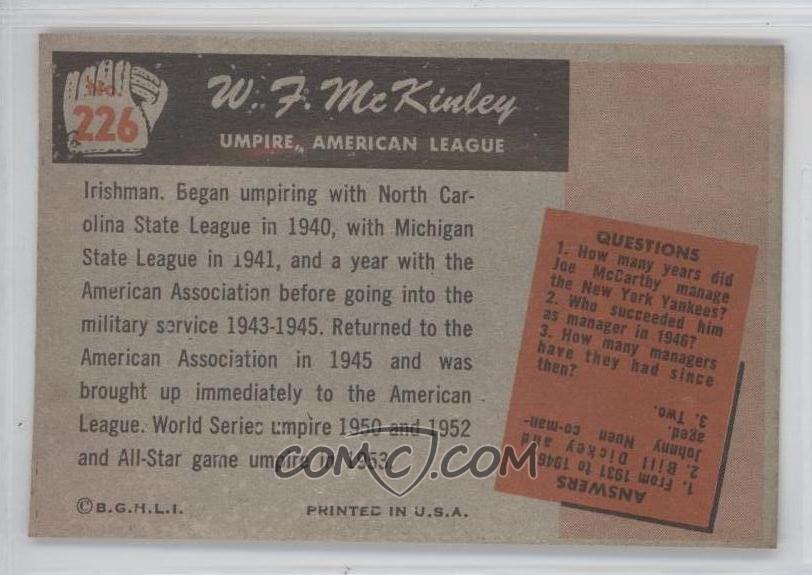 No.
226
W. F. McKinley
UMPIRE, AMERICAN LEAGUE
Irishman. Began umpiring with North Car-
olina State League in 1940, with Michigan
State League in 1941, and a year with the
American Association before going into the
military service 1943-1945. Returned to the
American Association in 1945 and was
brought up immediately to the American
League. World Series umpire 1950 and 1952
and All-Star game umpire in 1953.
©B.G.H.L.I.
PRINTED IN U.S.A.
QUESTIONS
1. How many years did
Joe McCarthy manage
the New York Yankees?
2. Who succeeded him
as manager in 1946?
3. How many managers
have they had since
then?
ANSWERS
1. From 1931 to 1946
2. Bill Dickey and
Johnny Nuen co-man-
aged.
3. Two.
COMC.COM